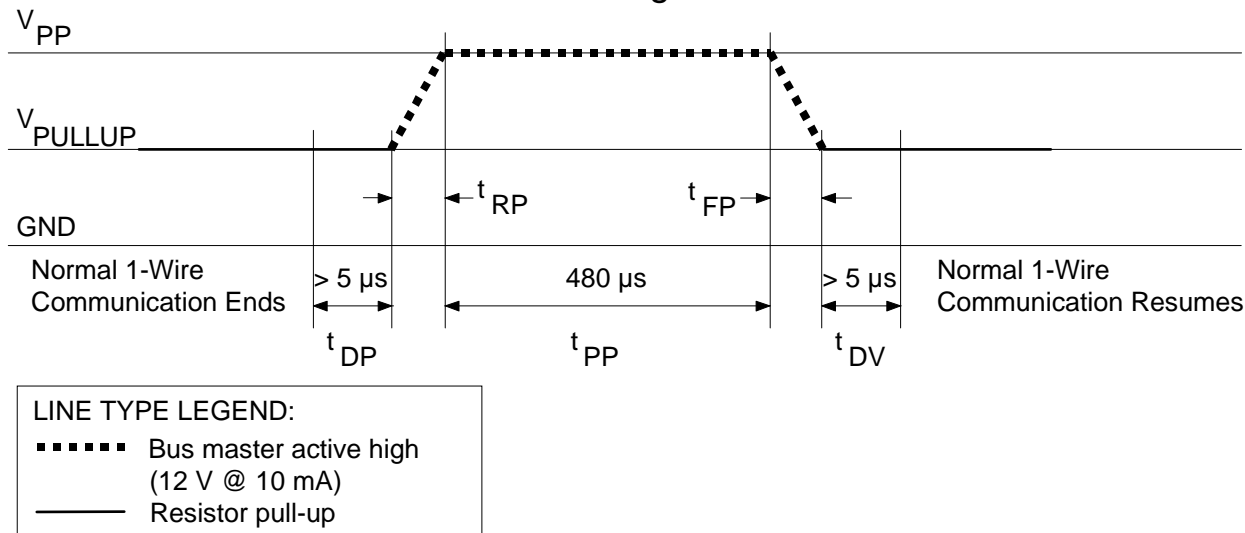 V PP
V PULLUP
t RP
t FP
GND
Normal 1-Wire
Communication Ends
> 5 µs
480 µs
> 5 µs
Normal 1-Wire
Communication Resumes
t DP
t PP
t DV
LINE TYPE LEGEND:
Bus master active high
(12 V @ 10 mA)
Resistor pull-up